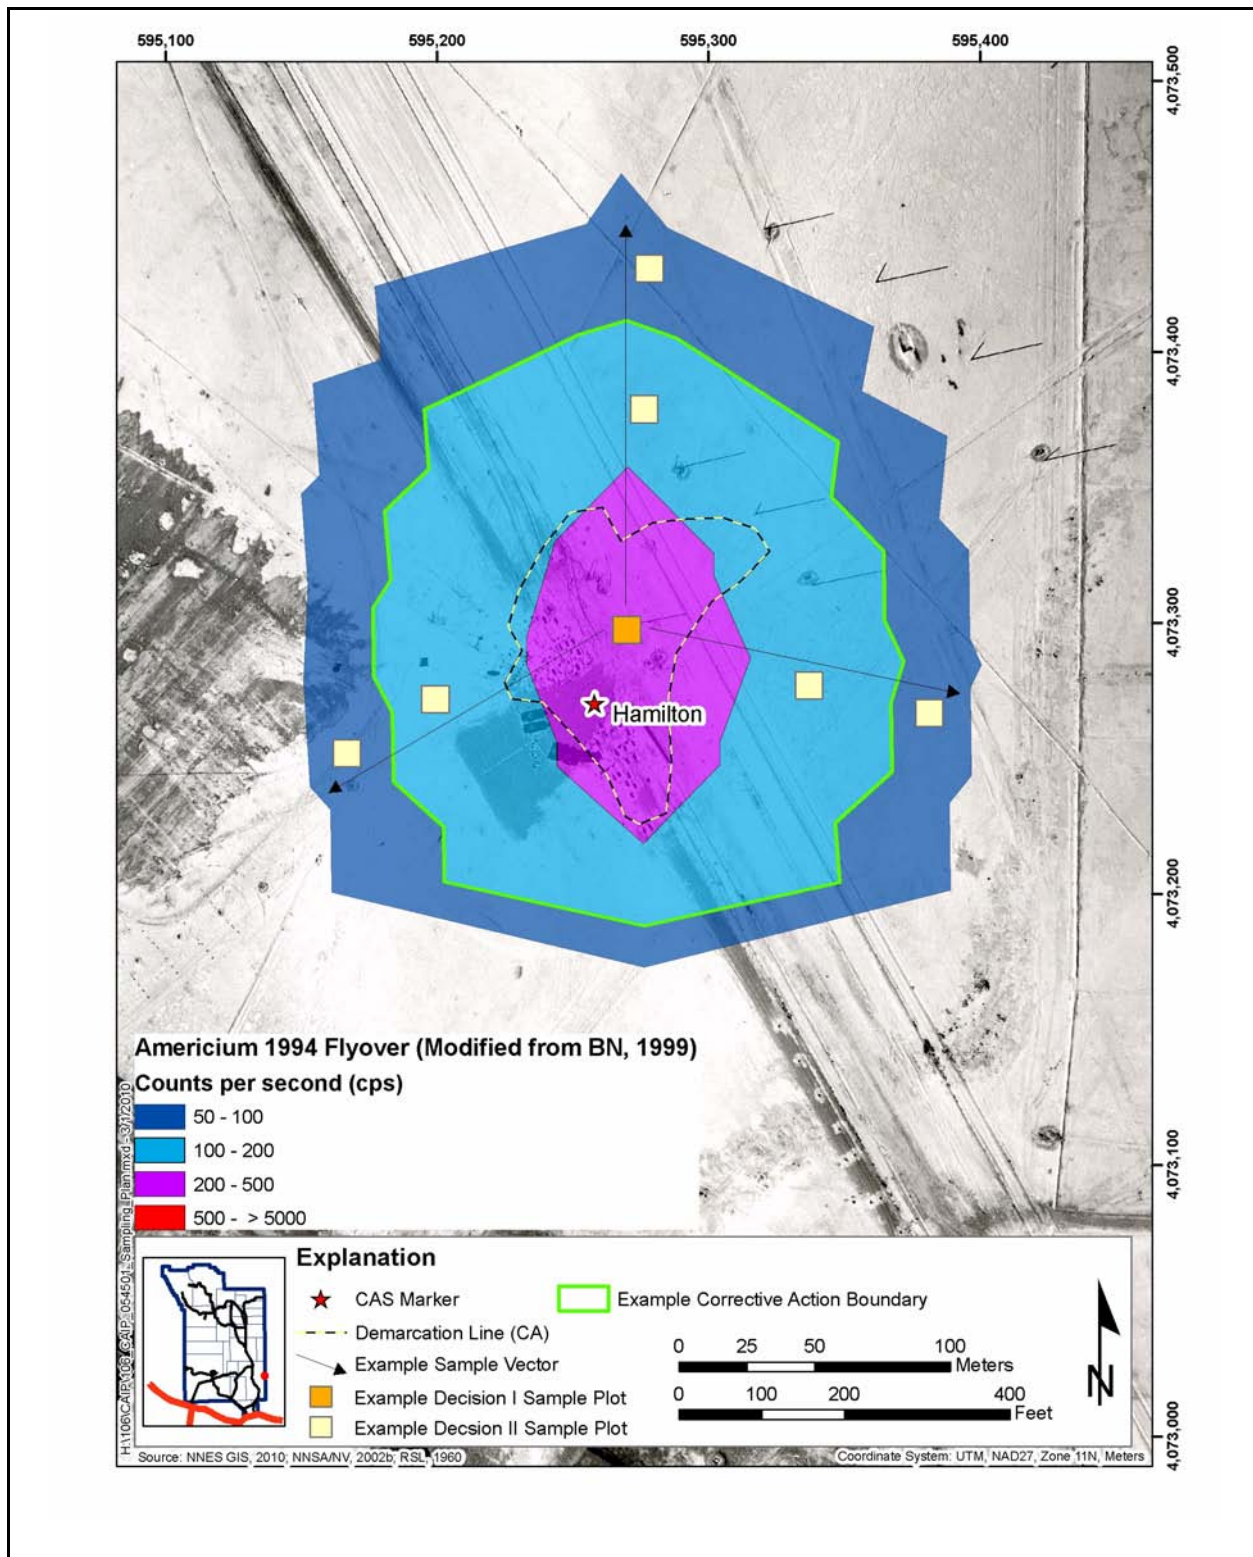 595,100 595,200 595,300 595,400
4,073,500
4,073,400
4,073,300
4,073,200
4,073,100
4,073,000
Hamilton
Americium 1994 Flyover (Modified from BN, 1999)
Counts per second (cps)
50 - 100
100 - 200
200 - 500
500 - > 5000
H:\106\CAIP\106_CAIP_054501_Sampling_Plan.mxd - 3/1/2010
Explanation
CAS Marker
Example Corrective Action Boundary
Demarcation Line (CA)
Example Sample Vector
Example Decision I Sample Plot
Example Decsion II Sample Plot
0 25 50 100
Meters
0 100 200 400
Feet
N
Source: NNES GIS, 2010; NNSA/NV, 2002b; RSL, 1960
Coordinate System: UTM, NAD27, Zone 11N, Meters